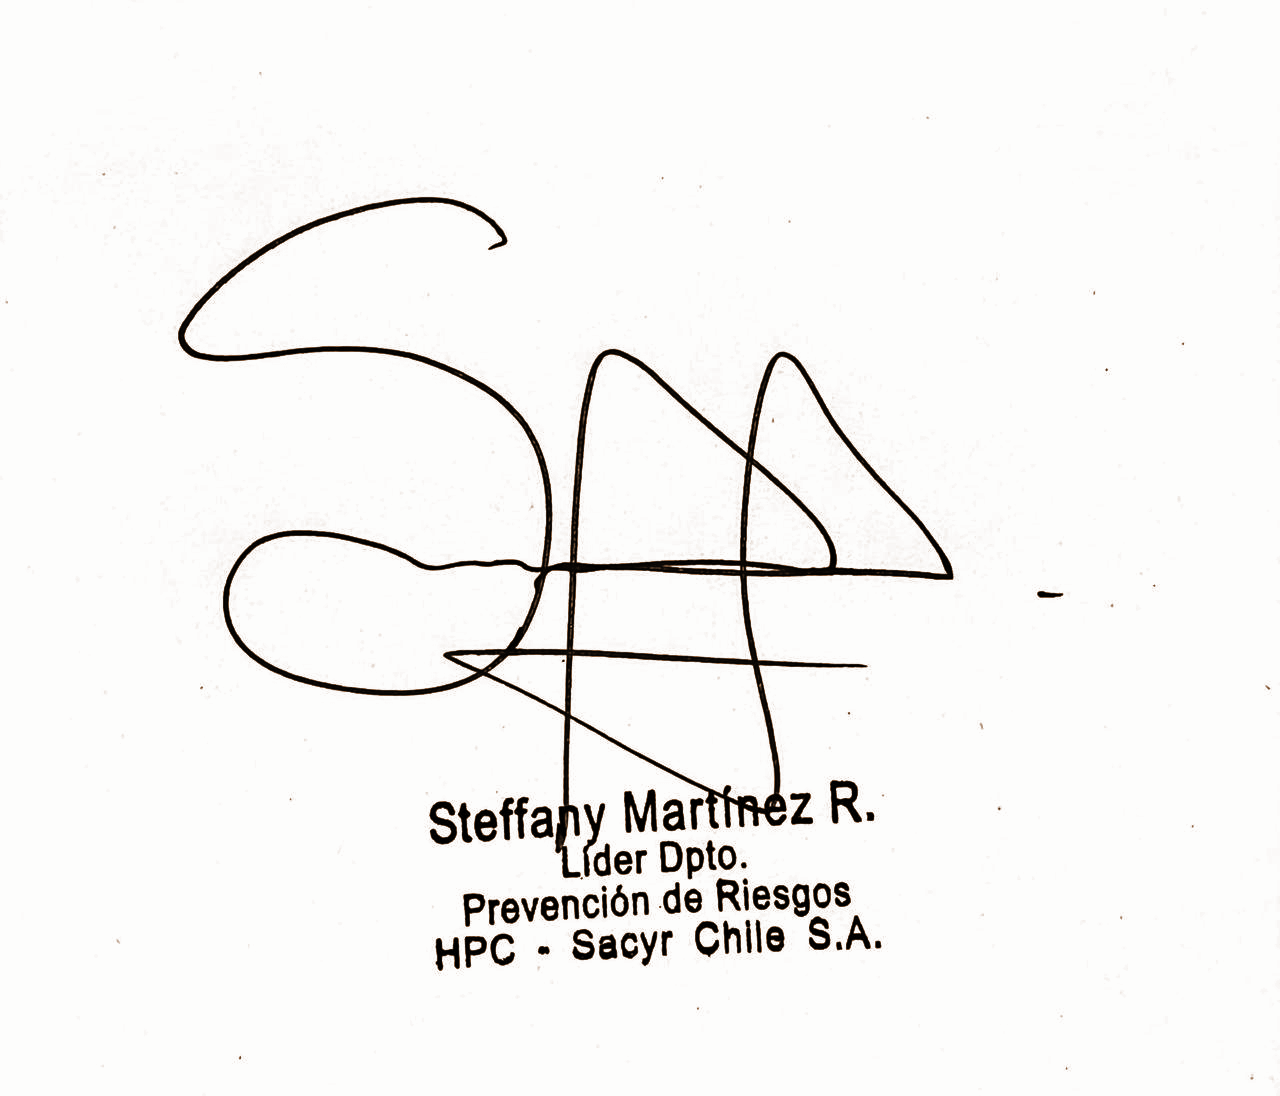 Steffany Martínez R.
Líder Dpto.
Prevención de Riesgos
HPC - Sacyr Chile S.A.